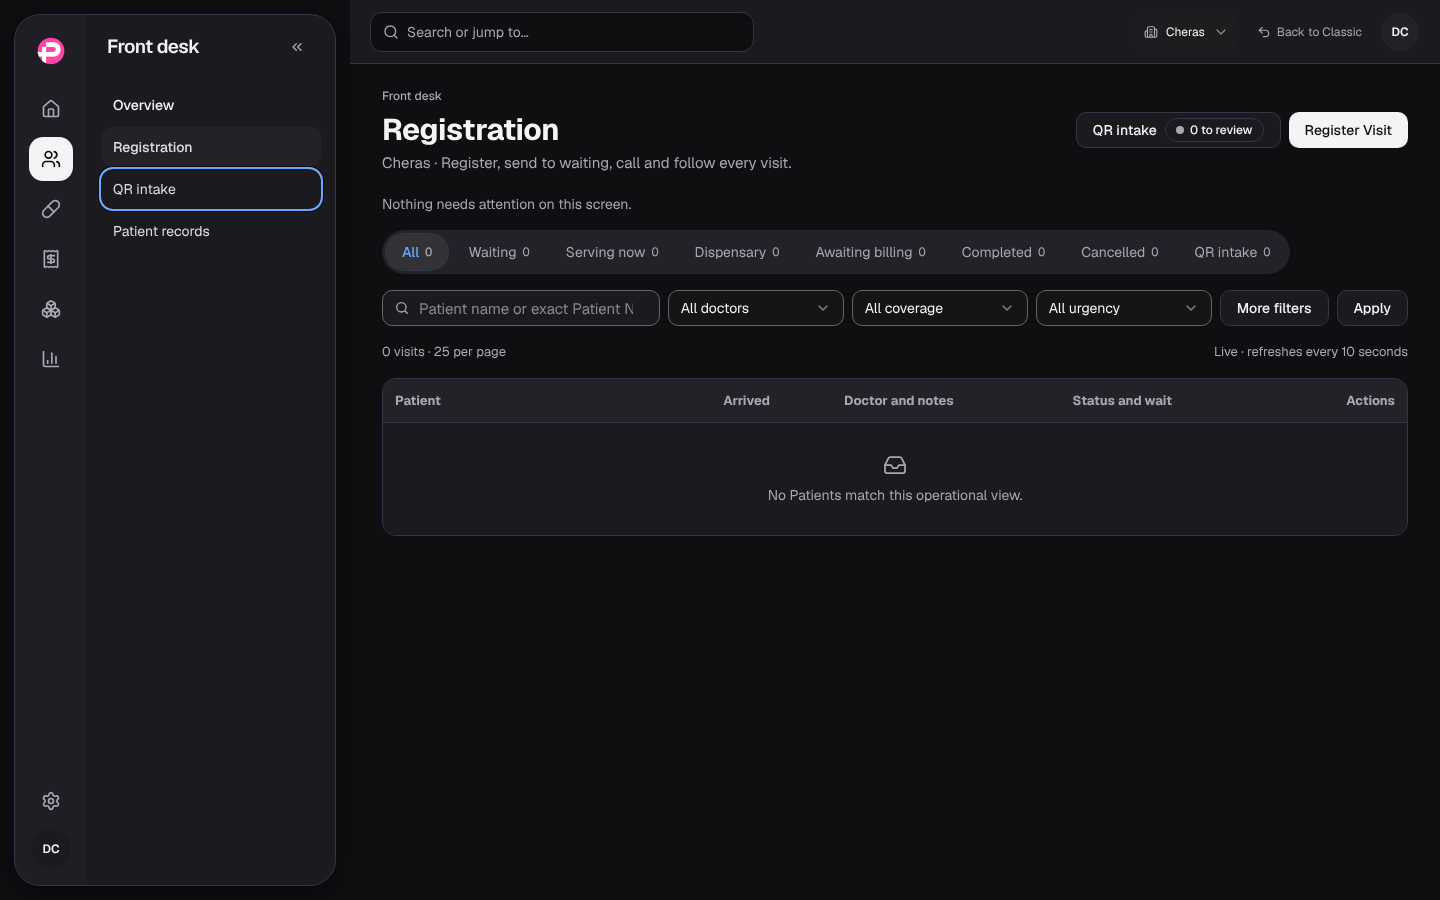 Front desk
Overview
Registration
QR intake
Patient records
DC
Search or jump to...
Cheras
Back to Classic
DC
Front desk
Registration
Cheras · Register, send to waiting, call and follow every visit.
QR intake 0 to review
Register Visit
Nothing needs attention on this screen.
All 0 Waiting 0 Serving now 0 Dispensary 0 Awaiting billing 0 Completed 0 Cancelled 0 QR intake 0
Patient name or exact Patient N All doctors All coverage All urgency More filters Apply
0 visits · 25 per page Live · refreshes every 10 seconds
Patient Arrived Doctor and notes Status and wait Actions
No Patients match this operational view.